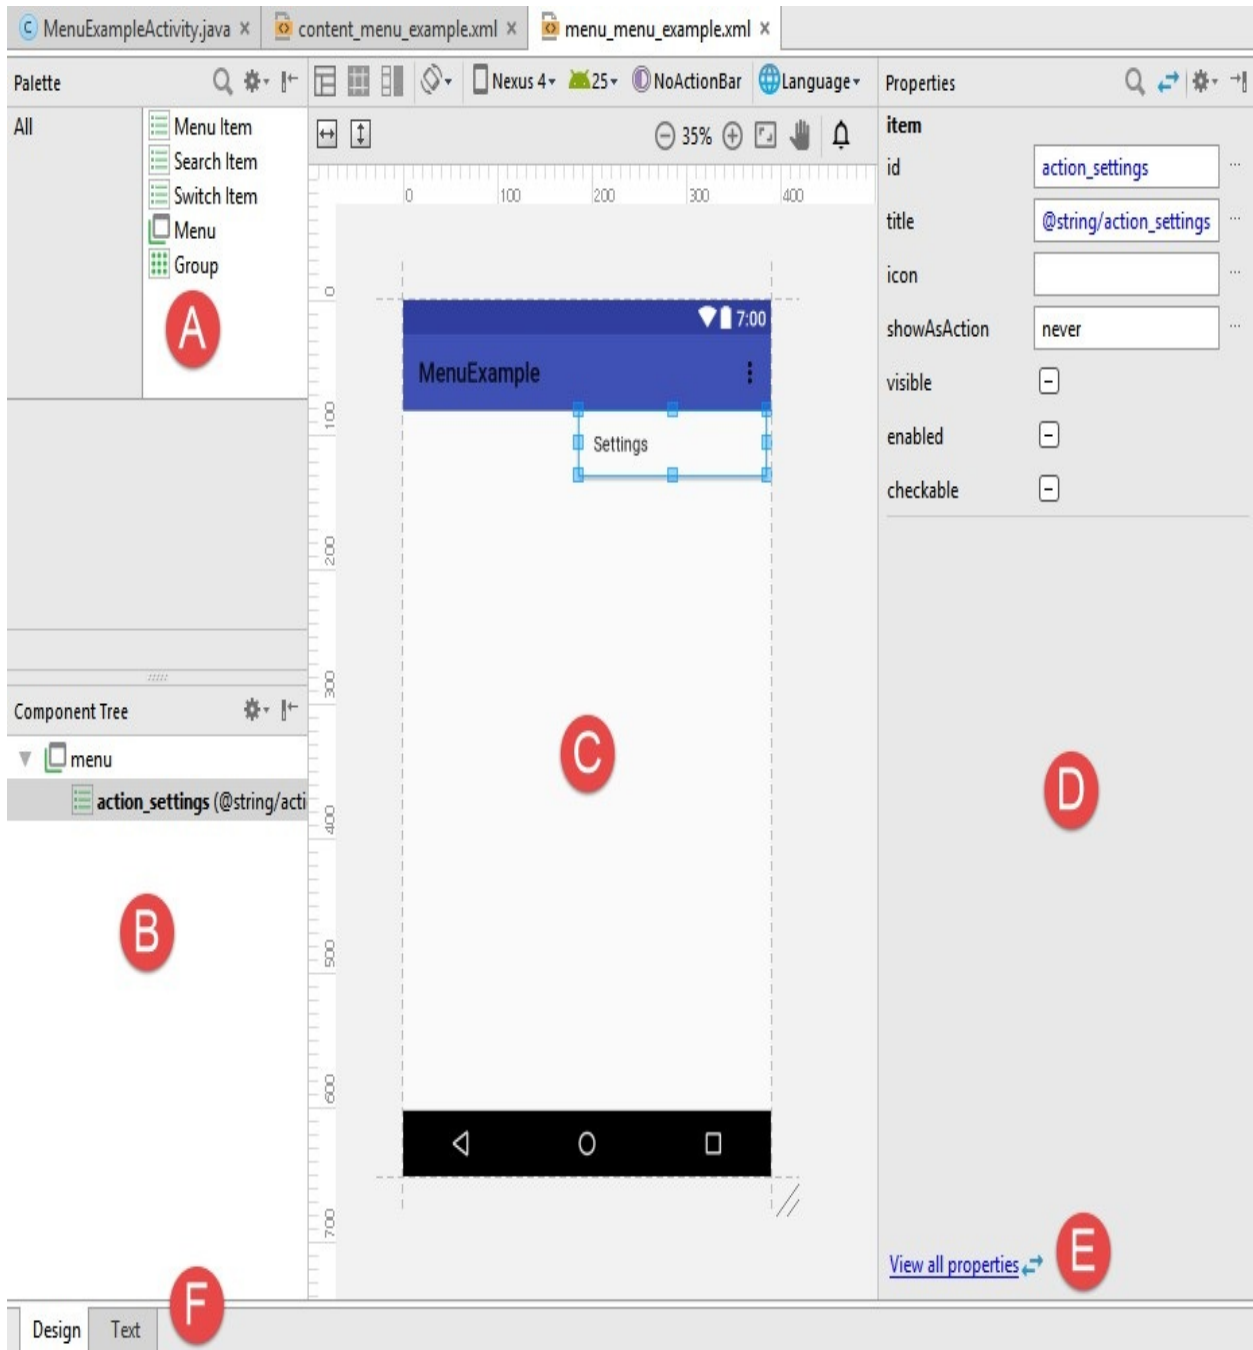 MenuExampleActivity.java × content_menu_example.xml × menu_menu_example.xml ×
Palette
All
Menu Item
Search Item
Switch Item
Menu
Group
A
Component Tree
menu
action_settings (@string/acti
B
Nexus 4 25 NoActionBar Language
35%
0 100 200 300 400
0
100
200
300
400
500
600
700
7:00
MenuExample
Settings
C
Properties
item
id action_settings ...
title @string/action_settings ...
icon ...
showAsAction never ...
visible
enabled
checkable
D
View all properties
E
Design Text
F